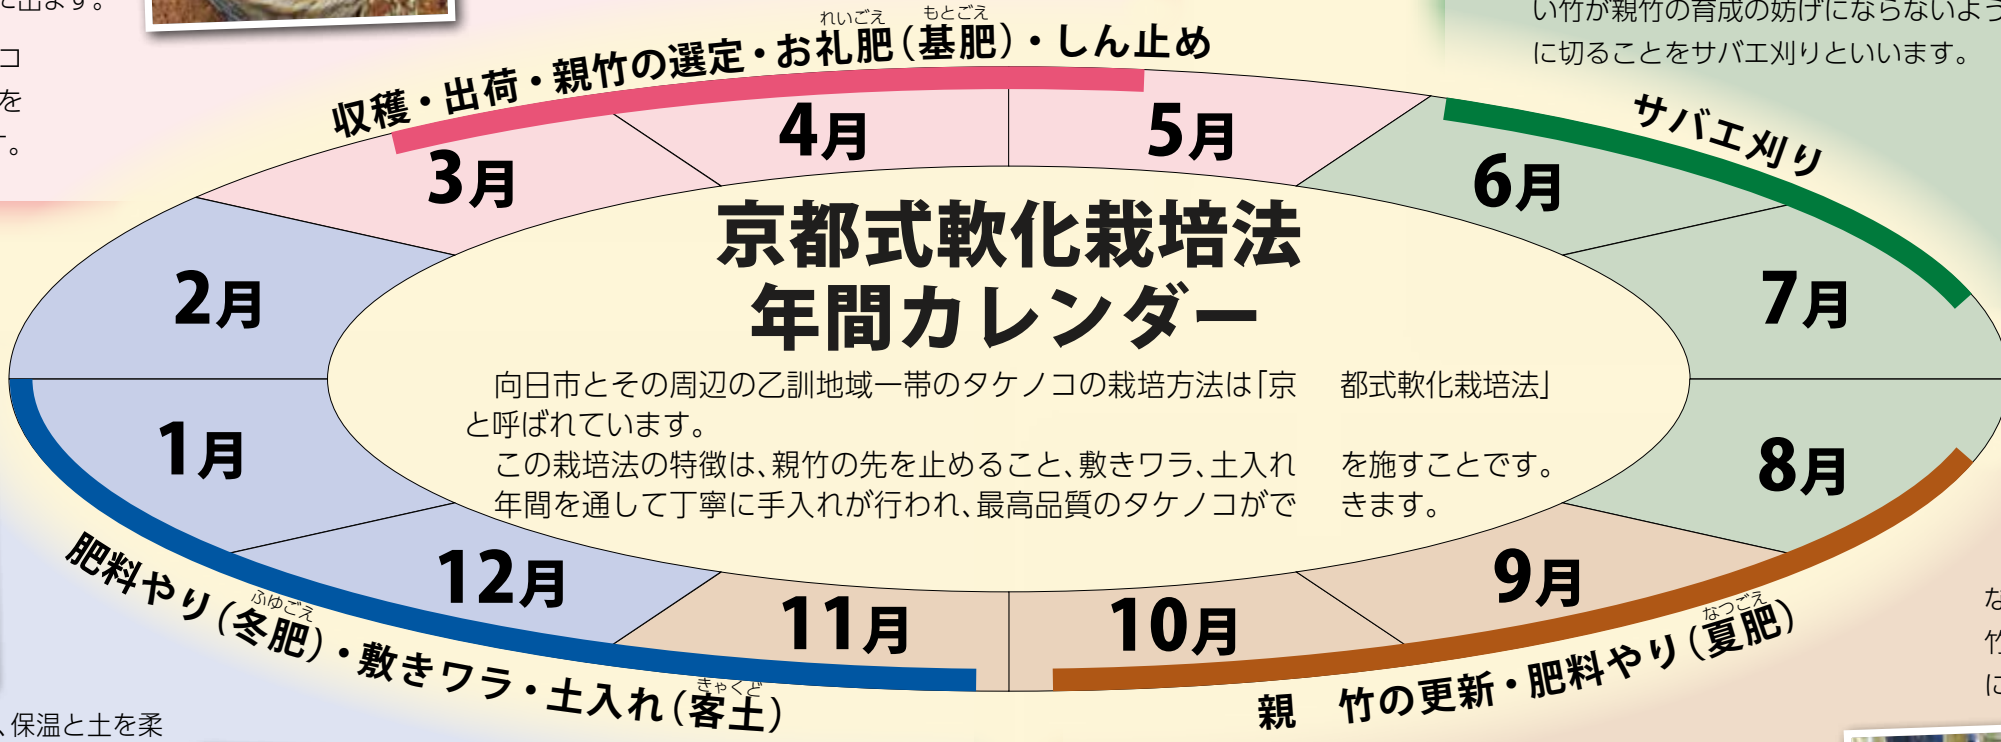 に出ます。
コ
を
す。
い竹が親竹の育成の妨げにならないよう
に切ることをサバエ刈りといいます。
収穫・出荷・親竹の選定・お礼肥(基肥)・しん止め
れいごえ
もとごえ
サバエ刈り
3月
4月
5月
6月
7月
8月
9月
10月
11月
12月
1月
2月
京都式軟化栽培法
年間カレンダー
向日市とその周辺の乙訓地域一帯のタケノコの栽培方法は「京 都式軟化栽培法」
と呼ばれています。
この栽培法の特徴は、親竹の先を止めること、敷きワラ、土入れ を施すことです。
年間を通して丁寧に手入れが行われ、最高品質のタケノコがで きます。
肥料やり(冬肥)・敷きワラ・土入れ(客土)
ふゆごえ
きゃくど
親 竹の更新・肥料やり(夏肥)
なつごえ
、保温と土を柔
な
竹
に